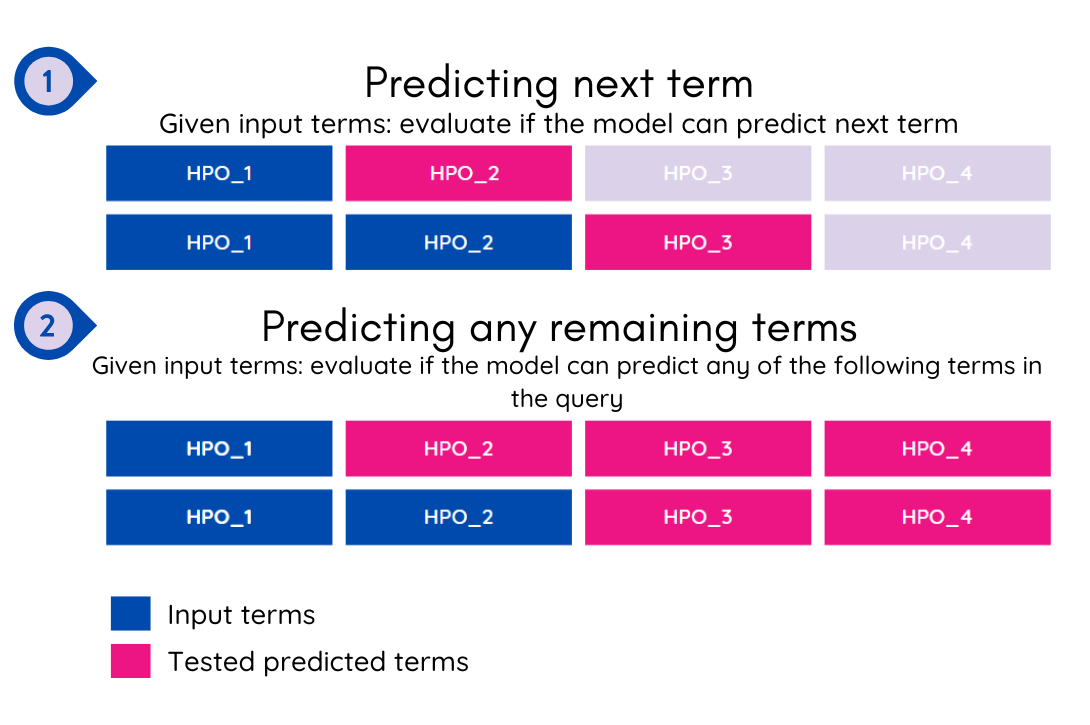 1
Predicting next term
Given input terms: evaluate if the model can predict next term
HPO_1 HPO_2 HPO_3 HPO_4
HPO_1 HPO_2 HPO_3 HPO_4
2
Predicting any remaining terms
Given input terms: evaluate if the model can predict any of the following terms in
the query
HPO_1 HPO_2 HPO_3 HPO_4
HPO_1 HPO_2 HPO_3 HPO_4
Input terms
Tested predicted terms